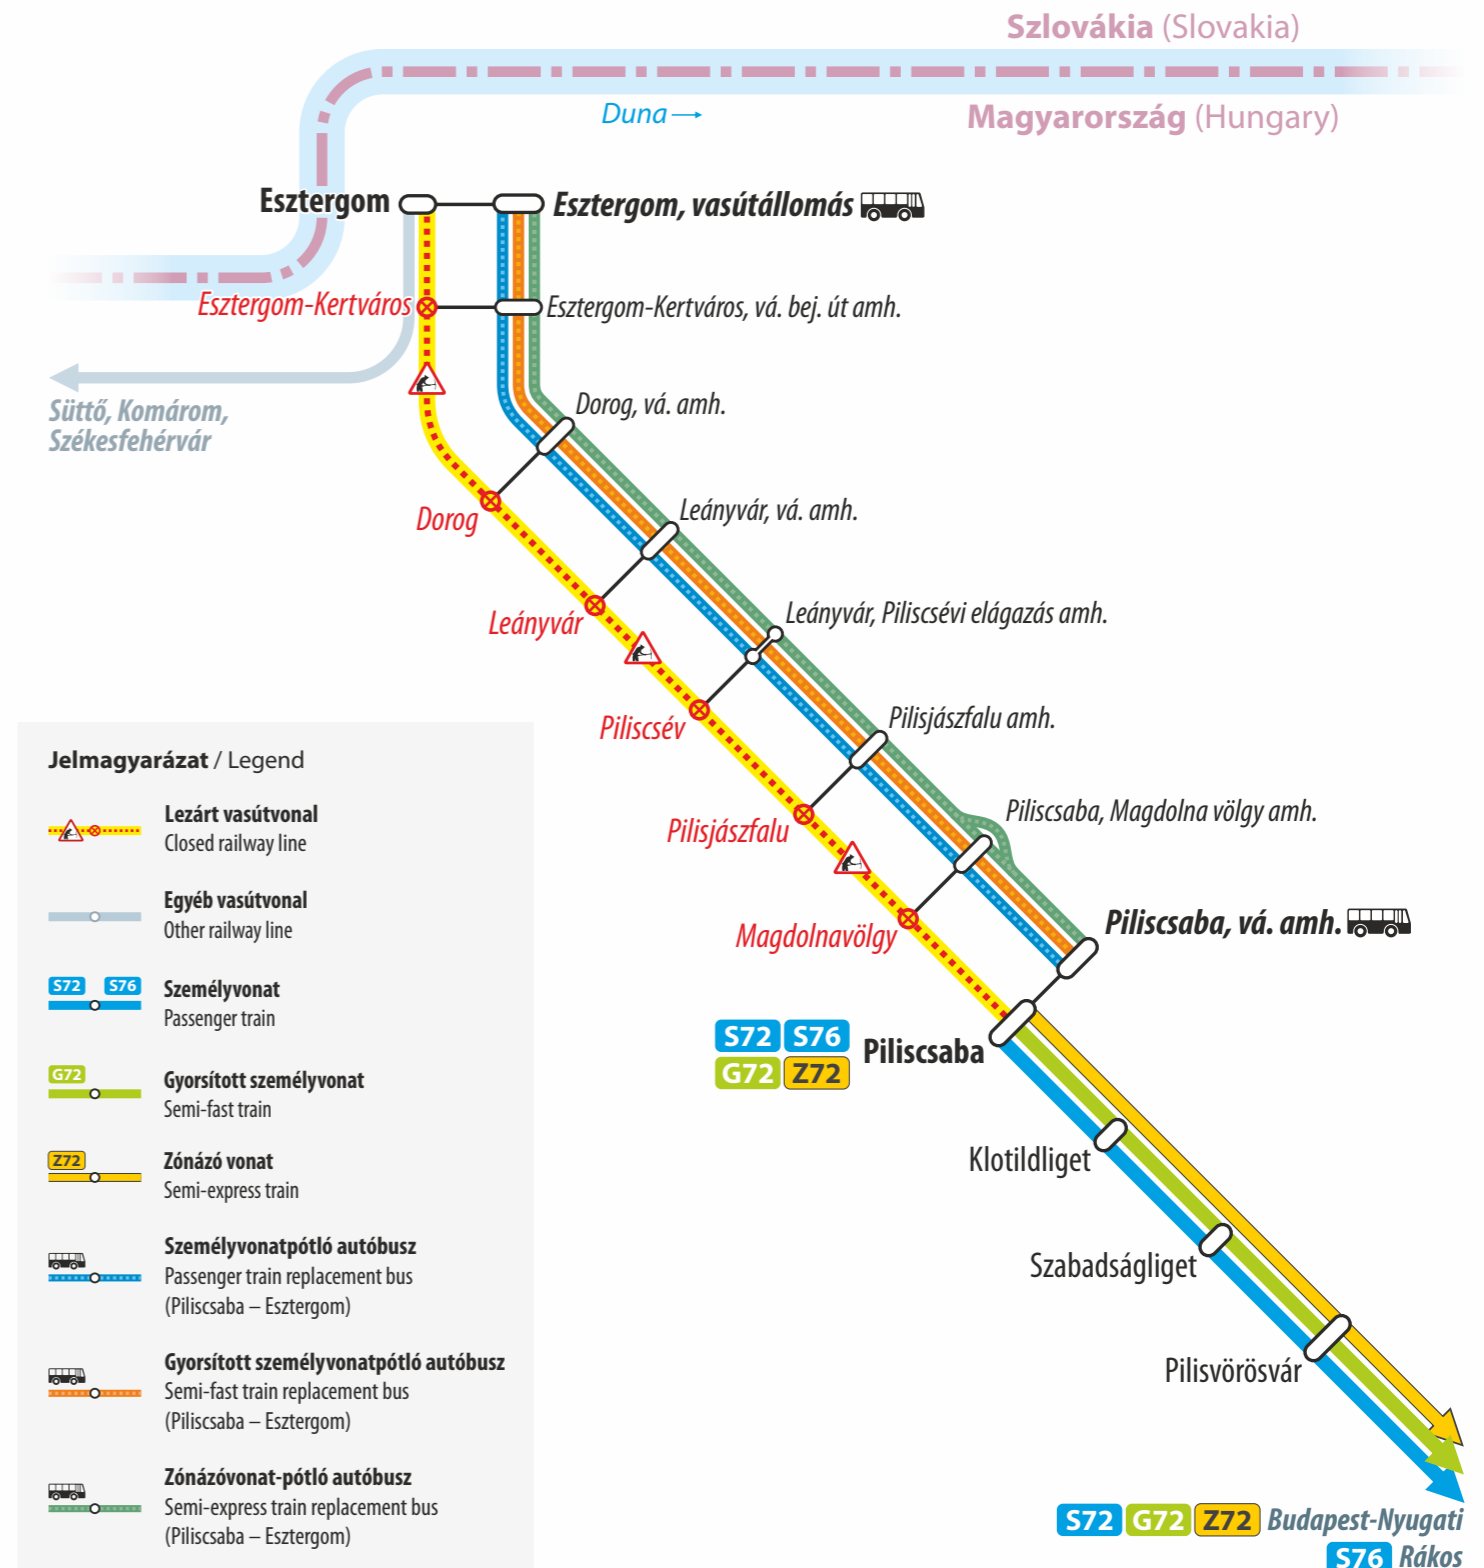 Szlovákia (Slovakia)
Duna
Magyarország (Hungary)
Esztergom
Esztergom, vasútállomás
Esztergom-Kertváros
Esztergom-Kertváros, vá. bej. út amh.
Süttő, Komárom,
Székesfehérvár
Dorog, vá. amh.
Dorog
Leányvár, vá. amh.
Leányvár
Leányvár, Piliscsévi elágazás amh.
Piliscsév
Pilisjászfalu amh.
Pilisjászfalu
Piliscsaba, Magdolna völgy amh.
Magdolnavölgy
Piliscsaba, vá. amh.
S72 S76
G72 Z72
Piliscsaba
Klotildliget
Szabadságliget
Pilisvörösvár
S72 G72 Z72 Budapest-Nyugati
S76 Rákos
Jelmagyarázat / Legend
Lezárt vasútvonal
Closed railway line
Egyéb vasútvonal
Other railway line
S72 S76
Személyvonat
Passenger train
G72
Gyorsított személyvonat
Semi-fast train
Z72
Zónázó vonat
Semi-express train
Személyvonatpótló autóbusz
Passenger train replacement bus
(Piliscsaba – Esztergom)
Gyorsított személyvonatpótló autóbusz
Semi-fast train replacement bus
(Piliscsaba – Esztergom)
Zónázóvonat-pótló autóbusz
Semi-express train replacement bus
(Piliscsaba – Esztergom)